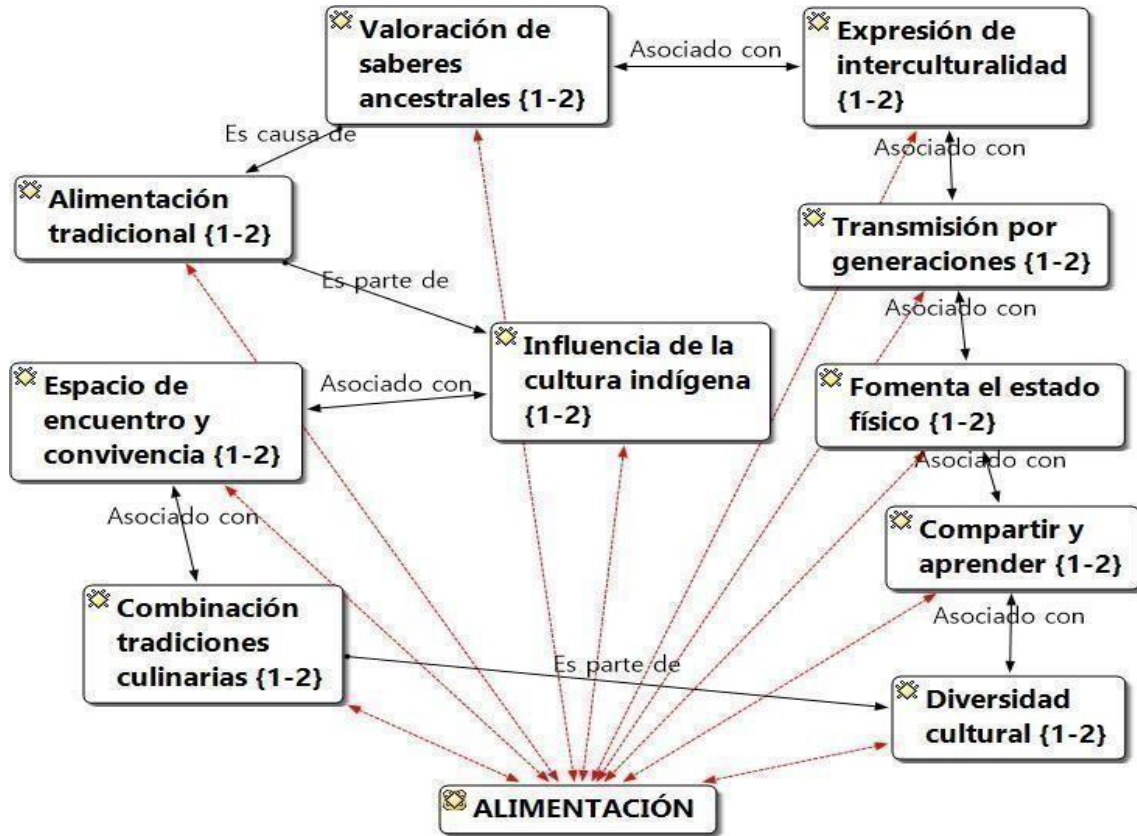 Valoración de
saberes
ancestrales {1-2}
Asociado con
Expresión de
interculturalidad
{1-2}
Es causa de
Asociado con
Alimentación
tradicional {1-2}
Transmisión por
generaciones {1-2}
Es parte de
Asociado con
Influencia de la
cultura indígena
{1-2}
Espacio de
encuentro y
convivencia {1-2}
Asociado con
Fomenta el estado
físico {1-2}
Asociado con
Asociado con
Compartir y
aprender {1-2}
Combinación
tradiciones
culinarias {1-2}
Asociado con
Es parte de
Diversidad
cultural {1-2}
ALIMENTACIÓN